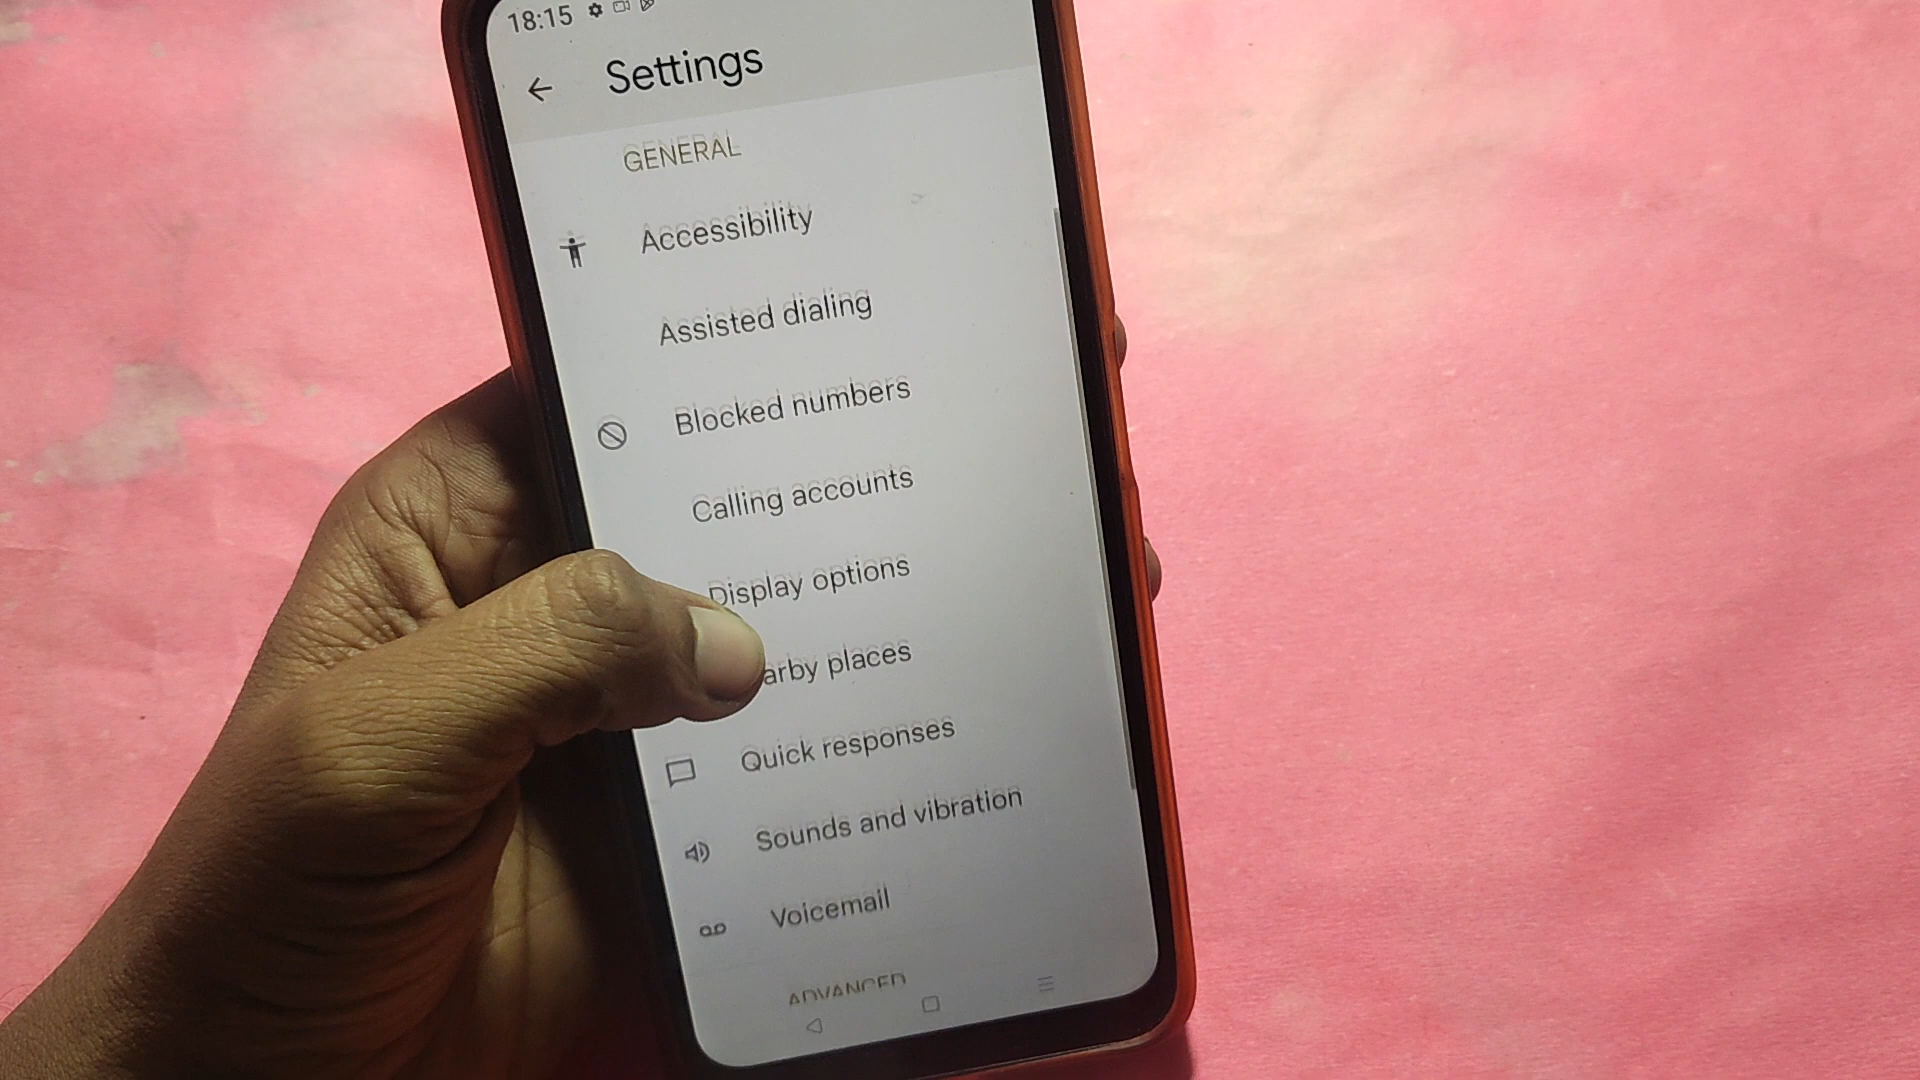 18:15
Settings
GENERAL
Accessibility
Assisted dialing
Blocked numbers
Calling accounts
Display options
arby places
Quick responses
Sounds and vibration
Voicemail
ADVANCED